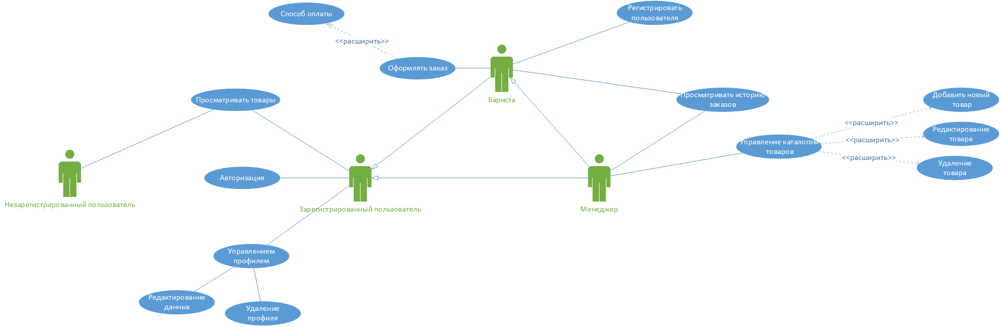 Способ оплаты
Регистрировать
пользователя
<<расширить>>
Оформлять заказ
Бариста
Просматривать товары
Просматривать историю
заказов
Добавить новый
товар
<<расширить>>
Редактирование
товара
<<расширить>>
Управление каталогом
товаров
<<расширить>>
Удаление
товара
Авторизация
Незарегистрированный пользователь
Зарегистрированный пользователь
Менеджер
Управлением
профилем
Редактирование
данных
Удаление
профиля